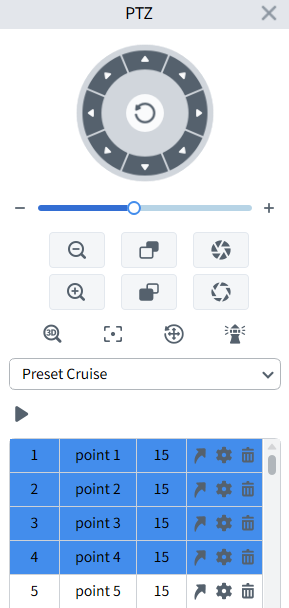 PTZ
3D
Preset Cruise
1 point 1 15
2 point 2 15
3 point 3 15
4 point 4 15
5 point 5 15